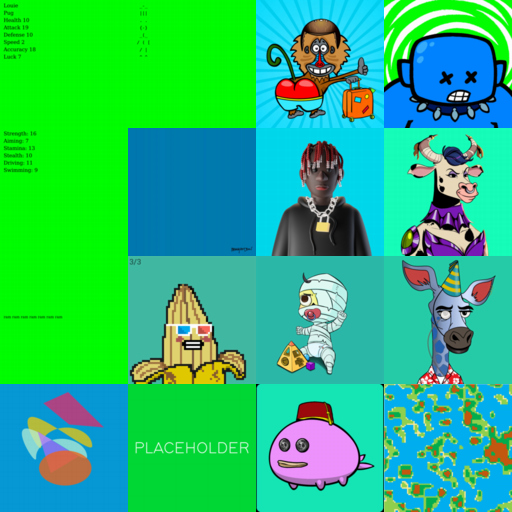 Louie
Pug
Health 10
Attack 19
Defense 10
Speed 2
Accuracy 10
Luck 7
Strength: 16
Aiming: 7
Stamina: 13
Stealth: 18
Driving: 11
Swimming: 9
3/3
PLACEHOLDER